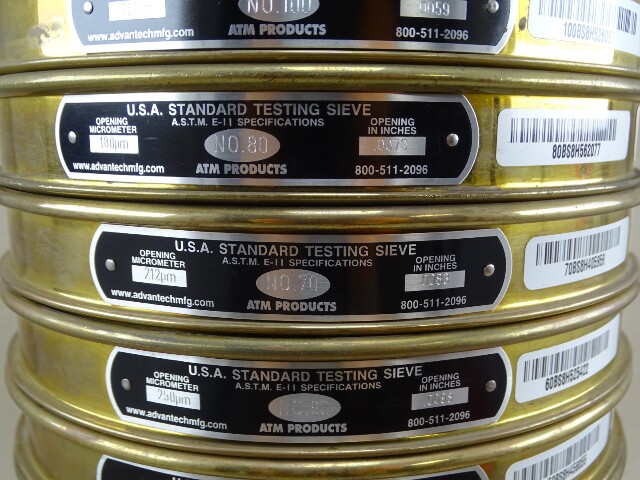 NO.100
.0059
ATM PRODUCTS
www.advantechmfg.com
800-511-2096
U.S.A. STANDARD TESTING SIEVE
A.S.T.M. E-11 SPECIFICATIONS
OPENING
MICROMETER
180µm
NO.80
OPENING
IN INCHES
www.advantechmfg.com
ATM PRODUCTS
800-511-2096
80BS8H562077
U.S.A. STANDARD TESTING SIEVE
A.S.T.M. E-11 SPECIFICATIONS
OPENING
MICROMETER
212µm
NO.70
OPENING
IN INCHES
www.advantechmfg.com
ATM PRODUCTS
800-511-2096
U.S.A. STANDARD TESTING SIEVE
A.S.T.M. E-11 SPECIFICATIONS
OPENING
MICROMETER
250µm
OPENING
IN INCHES
www.advantechmfg.com
ATM PRODUCTS
800-511-2096